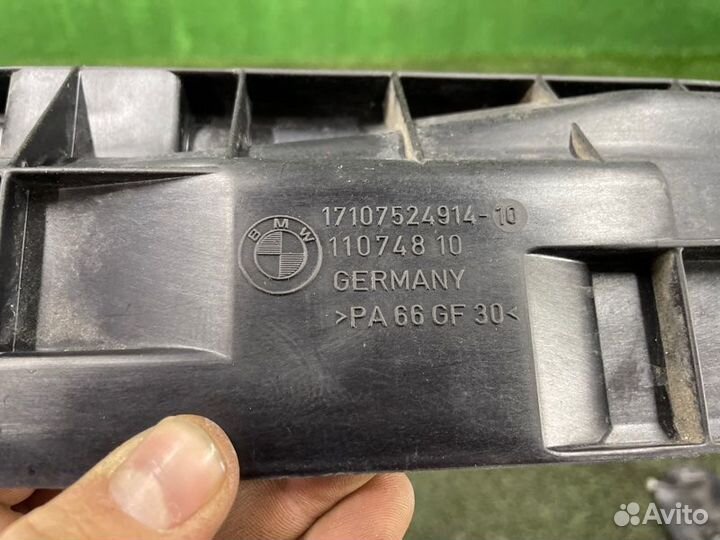 BMW
17107524914-10
110748 10
GERMANY
>PA 66 GF 30<
Avito